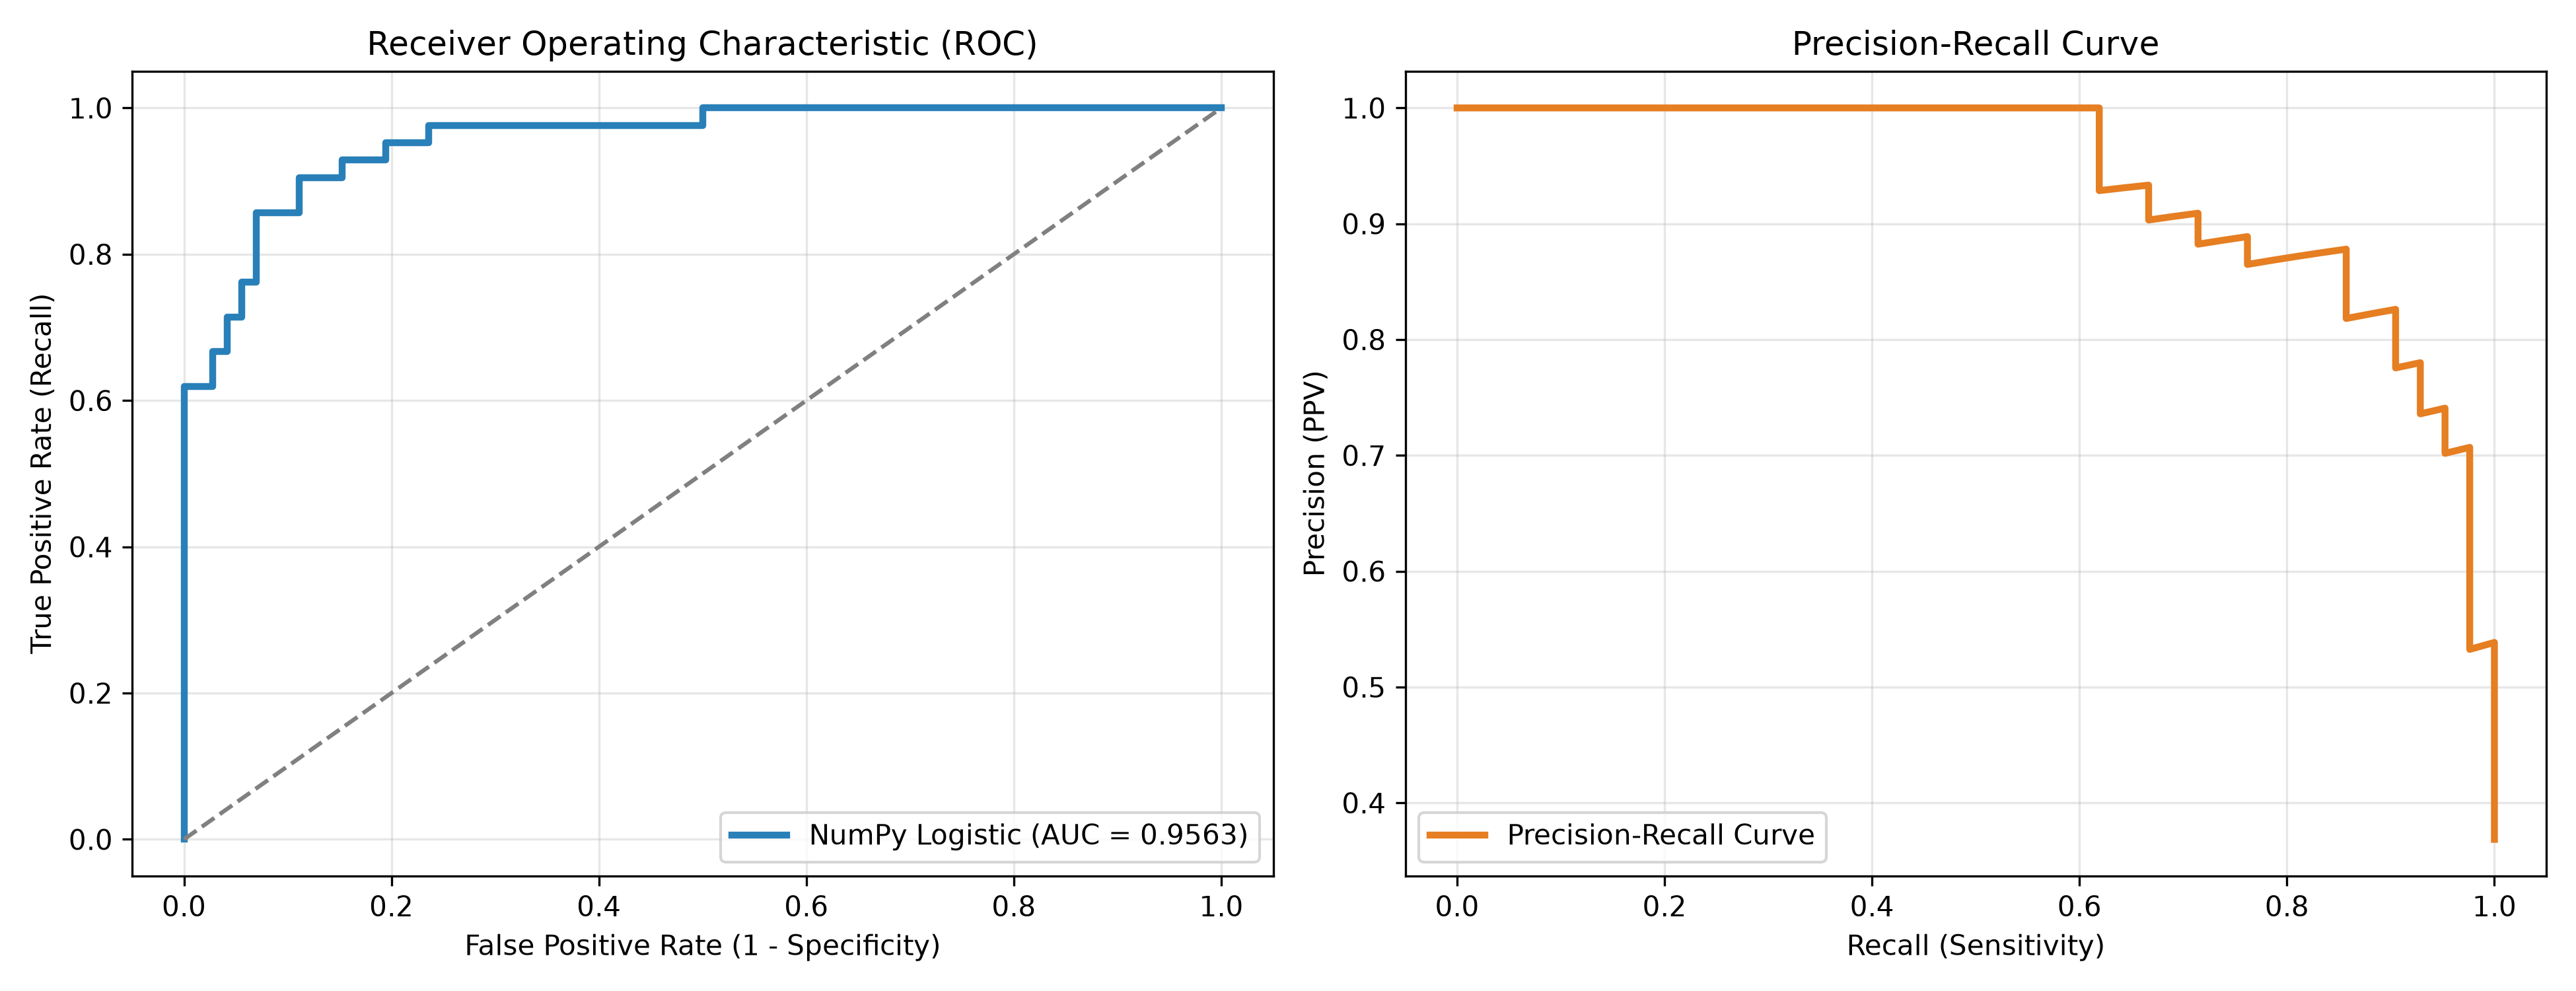 Receiver Operating Characteristic (ROC)
True Positive Rate (Recall)
1.0
0.8
0.6
0.4
0.2
0.0
NumPy Logistic (AUC = 0.9563)
0.0 0.2 0.4 0.6 0.8 1.0
False Positive Rate (1 - Specificity)
Precision-Recall Curve
Precision (PPV)
1.0
0.9
0.8
0.7
0.6
0.5
0.4
Precision-Recall Curve
0.0 0.2 0.4 0.6 0.8 1.0
Recall (Sensitivity)